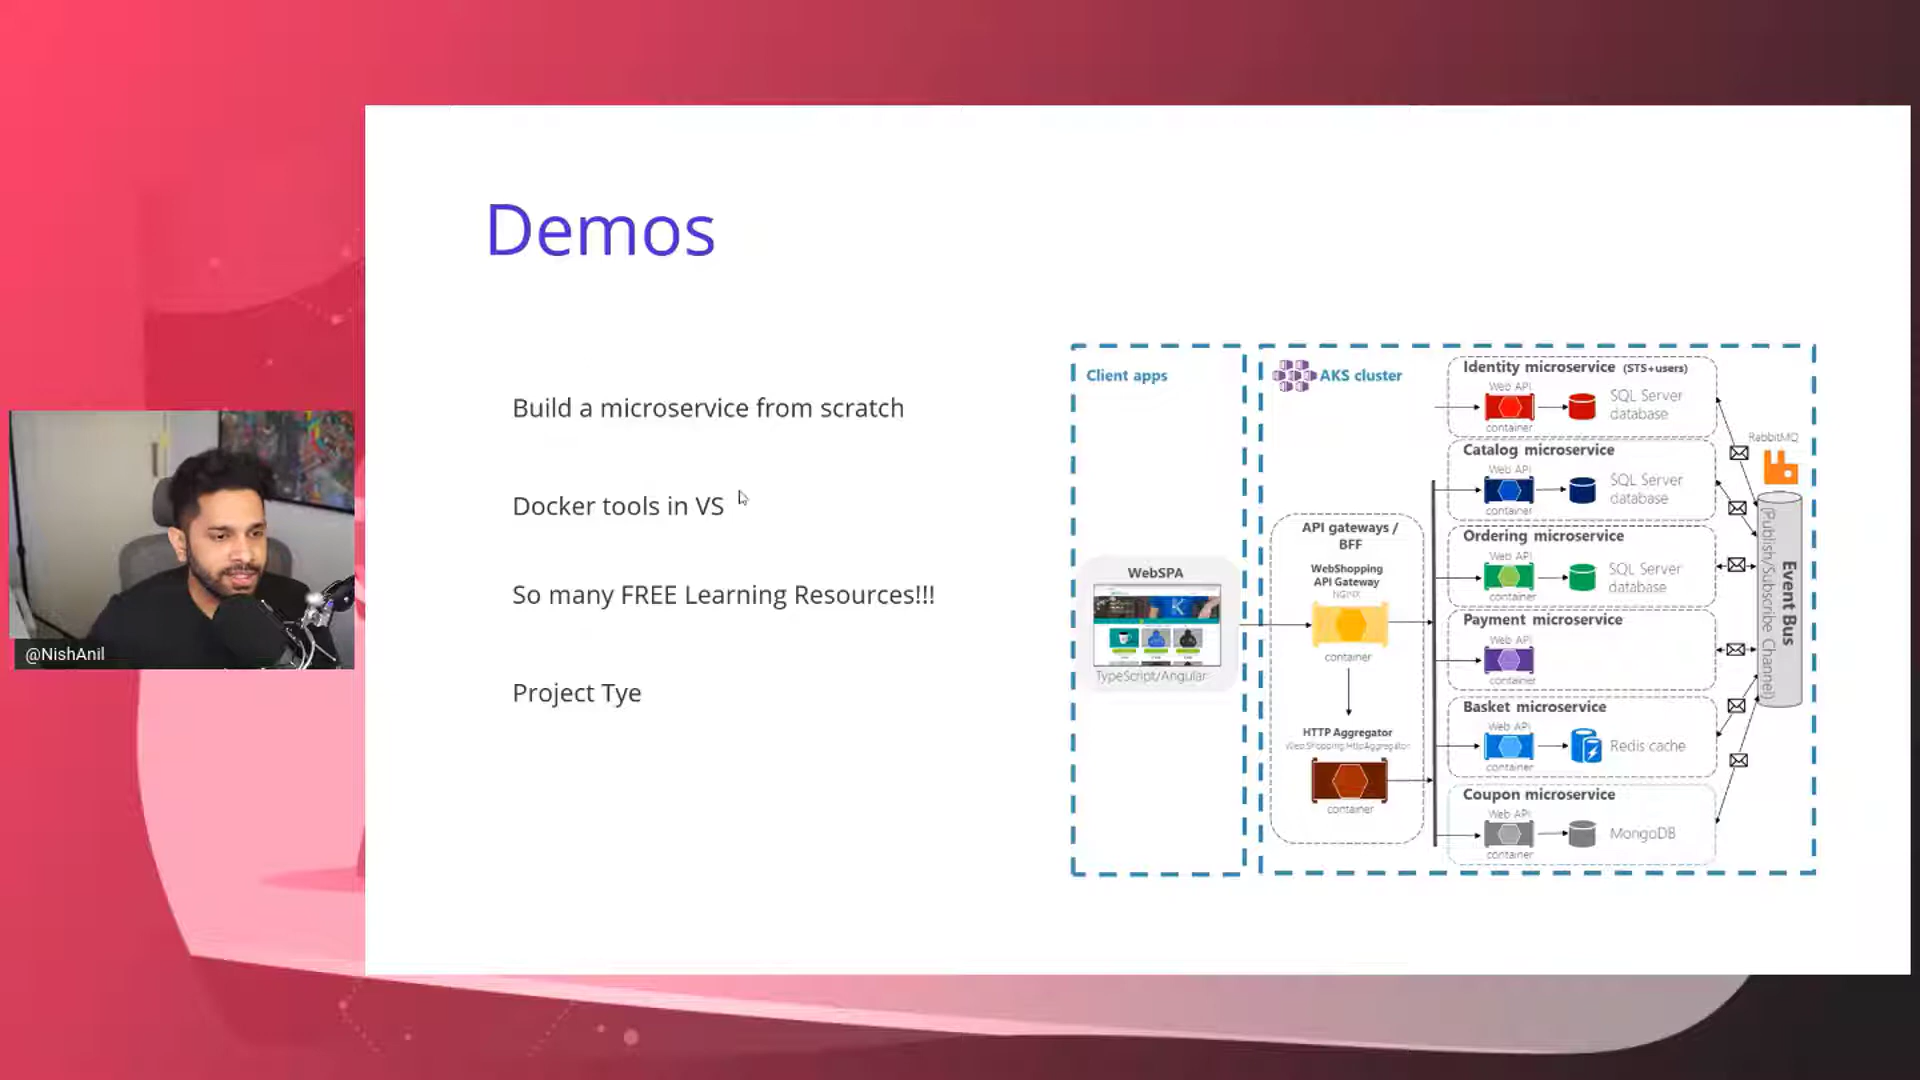 Demos
Build a microservice from scratch
Docker tools in VS
So many FREE Learning Resources!!!
Project Tye
@NishAnil
Client apps
WebSPA
TypeScript/Angular
AKS cluster
API gateways /
BFF
WebShopping
API Gateway
NGINX
container
HTTP Aggregator
Web.Shopping.HttpAggregator
container
Identity microservice (STS+users)
Web API
container
SQL Server
database
Catalog microservice
Web API
container
SQL Server
database
Ordering microservice
Web API
container
SQL Server
database
Payment microservice
Web API
container
Basket microservice
Web API
container
Redis cache
Coupon microservice
Web API
container
MongoDB
RabbitMQ
Event Bus
(Publish/Subscribe Channel)